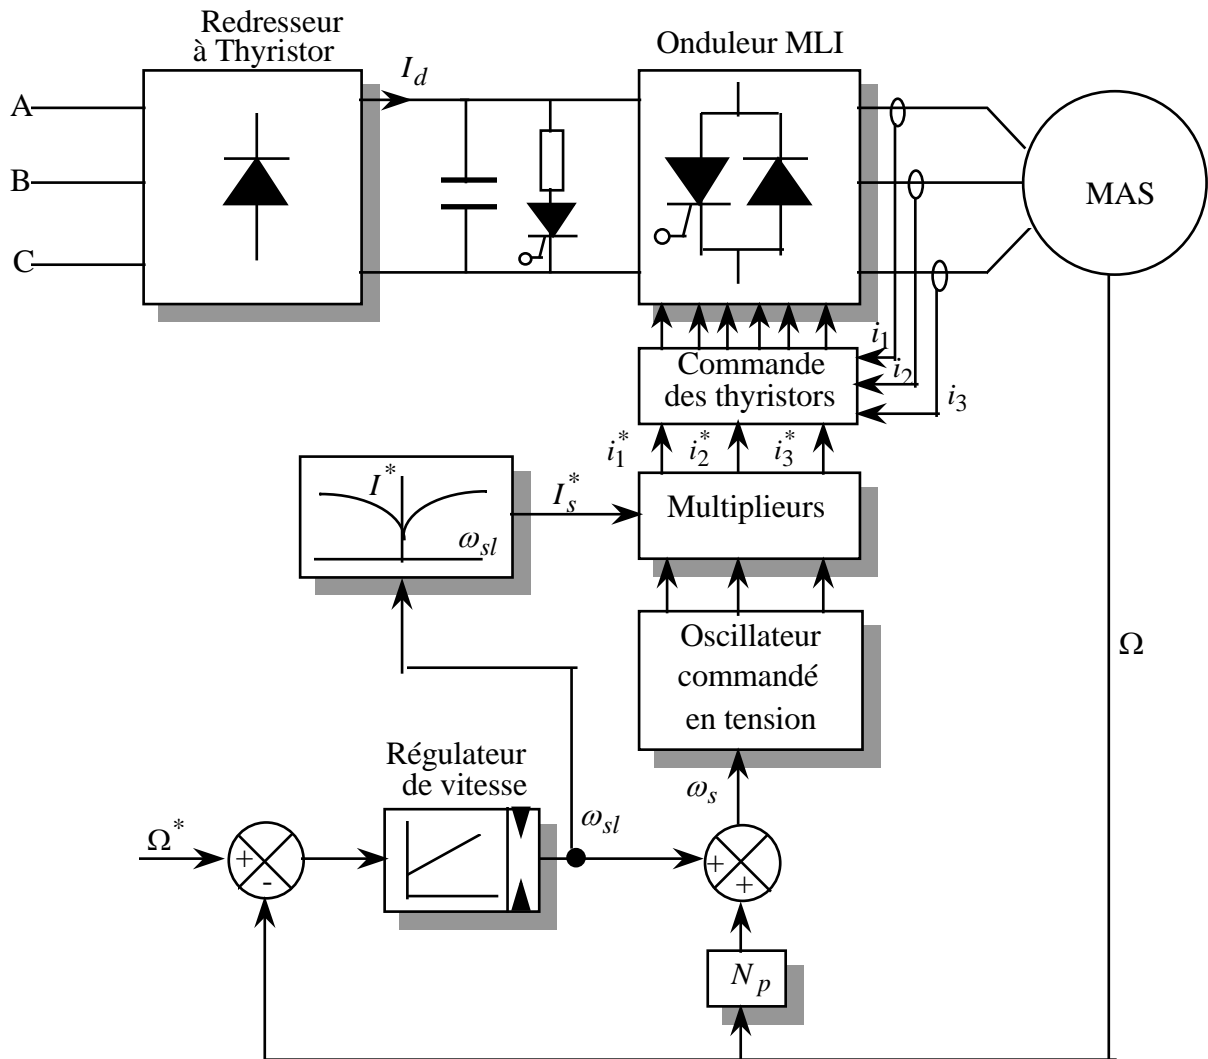 Redresseur
à Thyristor
Onduleur MLI
I_d
A
B
C
MAS
i_1
i_2
i_3
Commande
des thyristors
i_1^*
i_2^*
i_3^*
I^*
ω_sl
I_s^*
Multiplieurs
Oscillateur
commandé
en tension
Ω
Régulateur
de vitesse
ω_s
ω_sl
Ω^*
+
-
+
+
N_p